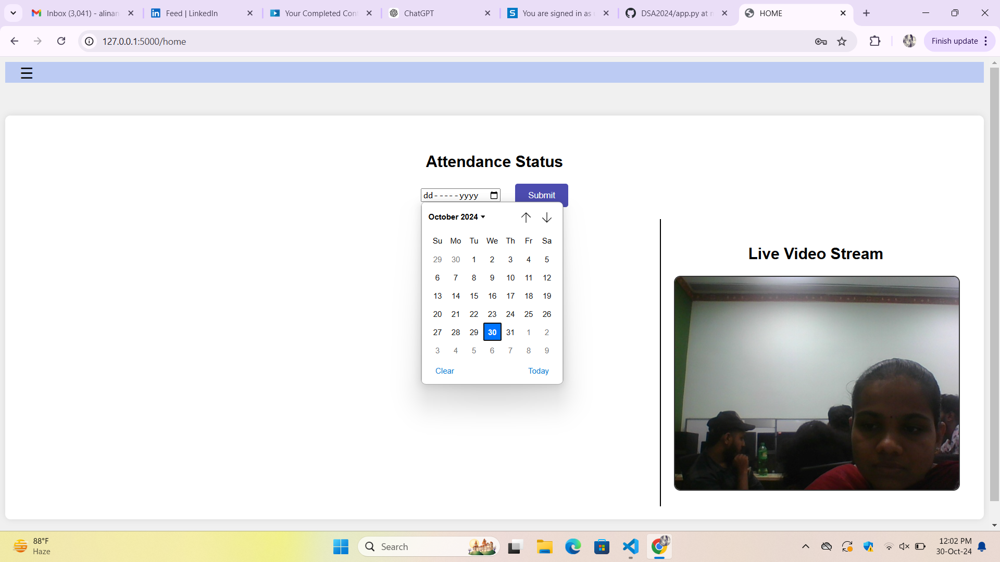 Inbox (3,041) - alinan
Feed | LinkedIn
Your Completed Cont
ChatGPT
You are signed in as
DSA2024/app.py at
HOME
127.0.0.1:5000/home
Finish update
Attendance Status
dd-----yyyy
Submit
October 2024
Su Mo Tu We Th Fr Sa
29 30 1 2 3 4 5
6 7 8 9 10 11 12
13 14 15 16 17 18 19
20 21 22 23 24 25 26
27 28 29 30 31 1 2
3 4 5 6 7 8 9
Clear Today
Live Video Stream
88°F
Haze
Search
12:02 PM
30-Oct-24